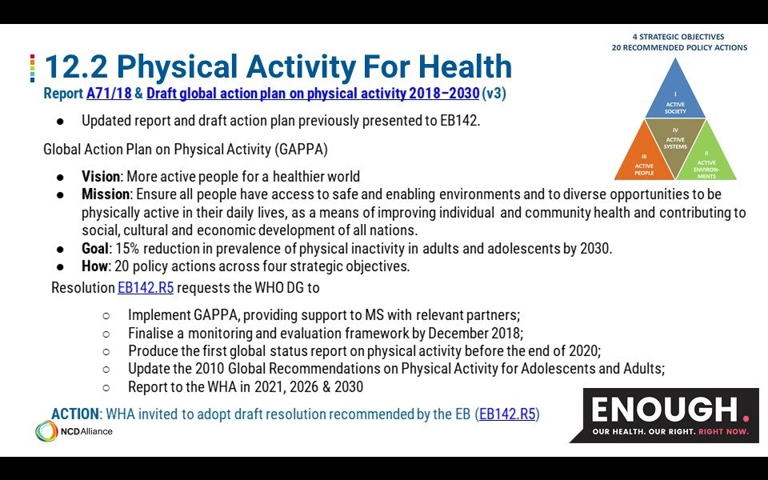 4 STRATEGIC OBJECTIVES
20 RECOMMENDED POLICY ACTIONS
12.2 Physical Activity For Health
Report A71/18 & Draft global action plan on physical activity 2018–2030 (v3)
● Updated report and draft action plan previously presented to EB142.
I
ACTIVE
SOCIETY
IV
ACTIVE
SYSTEMS
III
ACTIVE
PEOPLE
II
ACTIVE
ENVIRON-
MENTS
Global Action Plan on Physical Activity (GAPPA)
● Vision: More active people for a healthier world
● Mission: Ensure all people have access to safe and enabling environments and to diverse opportunities to be
physically active in their daily lives, as a means of improving individual and community health and contributing to
social, cultural and economic development of all nations.
● Goal: 15% reduction in prevalence of physical inactivity in adults and adolescents by 2030.
● How: 20 policy actions across four strategic objectives.
Resolution EB142.R5 requests the WHO DG to
○ Implement GAPPA, providing support to MS with relevant partners;
○ Finalise a monitoring and evaluation framework by December 2018;
○ Produce the first global status report on physical activity before the end of 2020;
○ Update the 2010 Global Recommendations on Physical Activity for Adolescents and Adults;
○ Report to the WHA in 2021, 2026 & 2030
ACTION: WHA invited to adopt draft resolution recommended by the EB (EB142.R5)
NCDAlliance
ENOUGH.
OUR HEALTH. OUR RIGHT. RIGHT NOW.